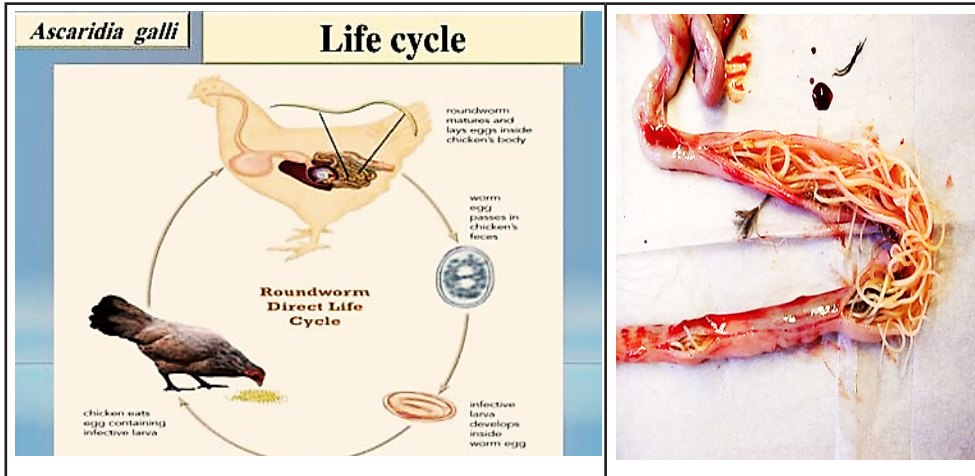 Ascaridia galli
Life cycle
roundworm
matures and
lays eggs inside
chicken's body
worm
egg
passes in
chicken's
feces
Roundworm
Direct Life
Cycle
infective
larva
develops
inside
worm egg
chicken eats
egg containing
infective larva